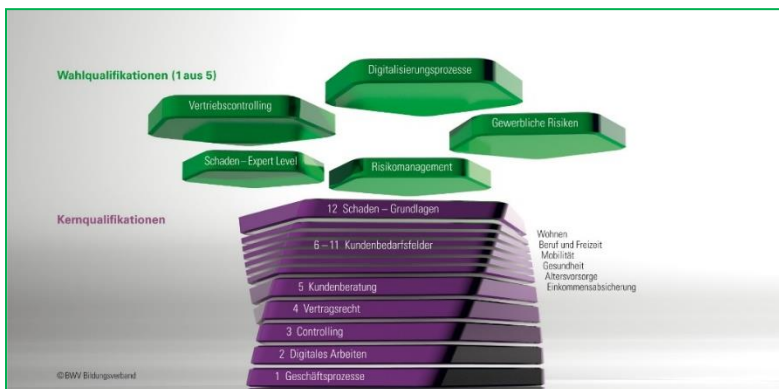 Wahlqualifikationen (1 aus 5)
Digitalisierungsprozesse
Vertriebscontrolling
Gewerbliche Risiken
Schaden – Expert Level
Risikomanagement
Kernqualifikationen
12 Schaden – Grundlagen
6 – 11 Kundenbedarfsfelder
Wohnen
Beruf und Freizeit
Mobilität
Gesundheit
Altersvorsorge
Einkommensabsicherung
5 Kundenberatung
4 Vertragsrecht
3 Controlling
2 Digitales Arbeiten
1 Geschäftsprozesse
©BWV Bildungsverband